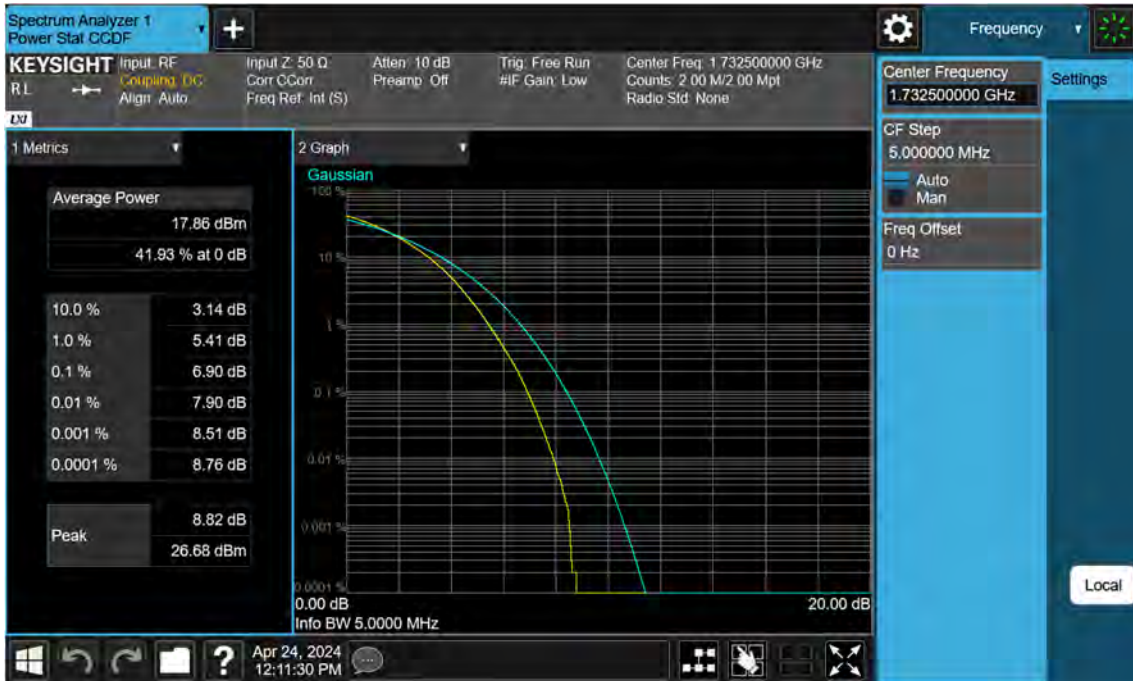 Spectrum Analyzer 1
Power Stat CCDF
+
Frequency
KEYSIGHT
RL
LXI
Input: RF
Coupling: DC
Align: Auto
Input Z: 50 Ω
Corr CCorr
Freq Ref: Int (S)
Atten: 10 dB
Preamp: Off
Trig: Free Run
#IF Gain: Low
Center Freq: 1.732500000 GHz
Counts: 2.00 M/2.00 Mpt
Radio Std: None
Center Frequency
1.732500000 GHz
Settings
CF Step
5.000000 MHz
Auto
Man
Freq Offset
0 Hz
1 Metrics
Average Power
17.86 dBm
41.93 % at 0 dB
10.0 % 3.14 dB
1.0 % 5.41 dB
0.1 % 6.90 dB
0.01 % 7.90 dB
0.001 % 8.51 dB
0.0001 % 8.76 dB
Peak
8.82 dB
26.68 dBm
2 Graph
Gaussian
100 %
10 %
1 %
0.1 %
0.01 %
0.001 %
0.0001 %
0.00 dB 20.00 dB
Info BW 5.0000 MHz
Local
?
Apr 24, 2024
12:11:30 PM